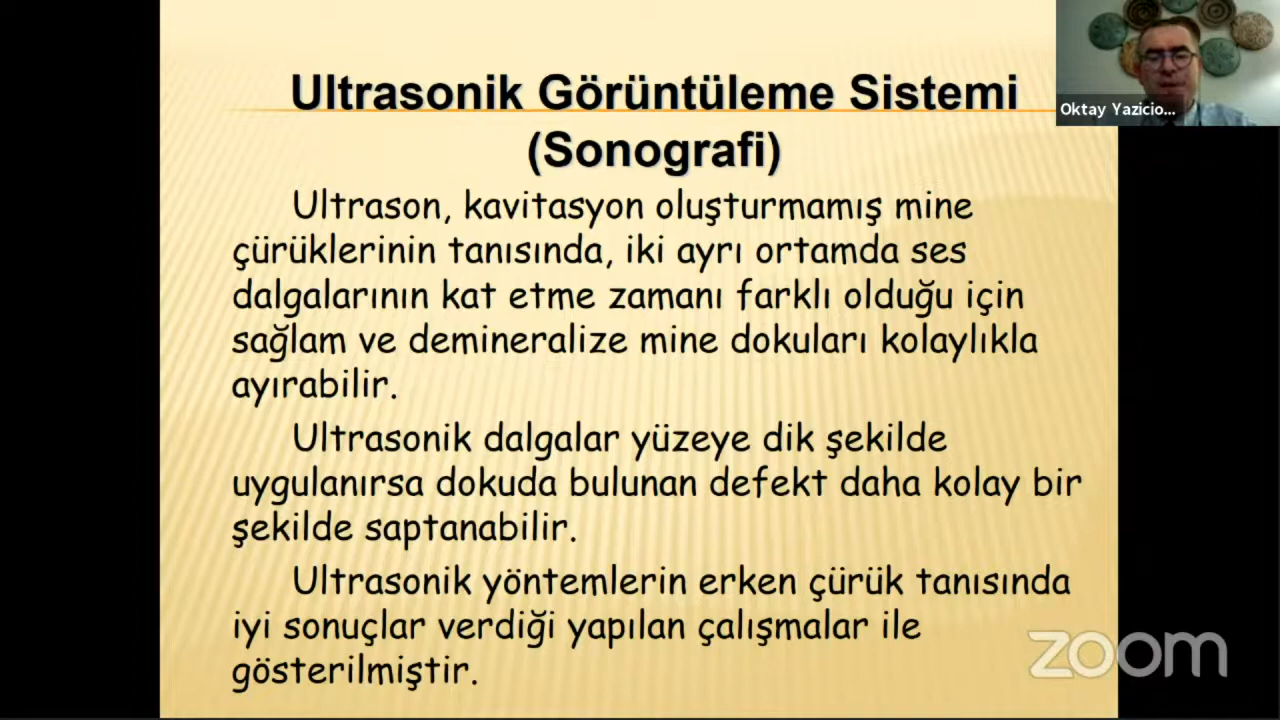 Ultrasonik Görüntüleme Sistemi
(Sonografi)
Oktay Yazicio...
Ultrason, kavitasyon oluşturmamış mine
çürüklerinin tanısında, iki ayrı ortamda ses
dalgalarının kat etme zamanı farklı olduğu için
sağlam ve demineralize mine dokuları kolaylıkla
ayırabilir.
Ultrasonik dalgalar yüzeye dik şekilde
uygulanırsa dokuda bulunan defekt daha kolay bir
şekilde saptanabilir.
Ultrasonik yöntemlerin erken çürük tanısında
iyi sonuçlar verdiği yapılan çalışmalar ile
gösterilmiştir.
zoom